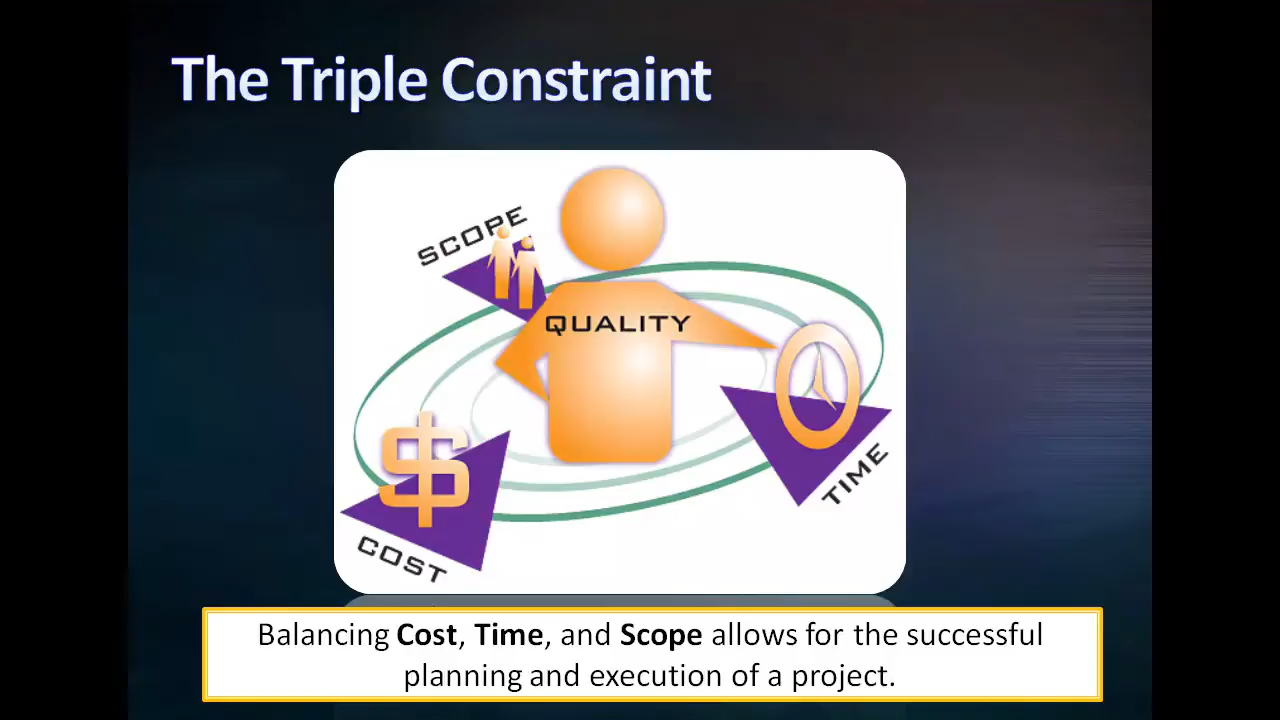 The Triple Constraint
SCOPE
QUALITY
TIME
$
COST
Balancing Cost, Time, and Scope allows for the successful
planning and execution of a project.